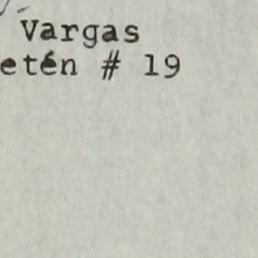 Vargas
etén # 19